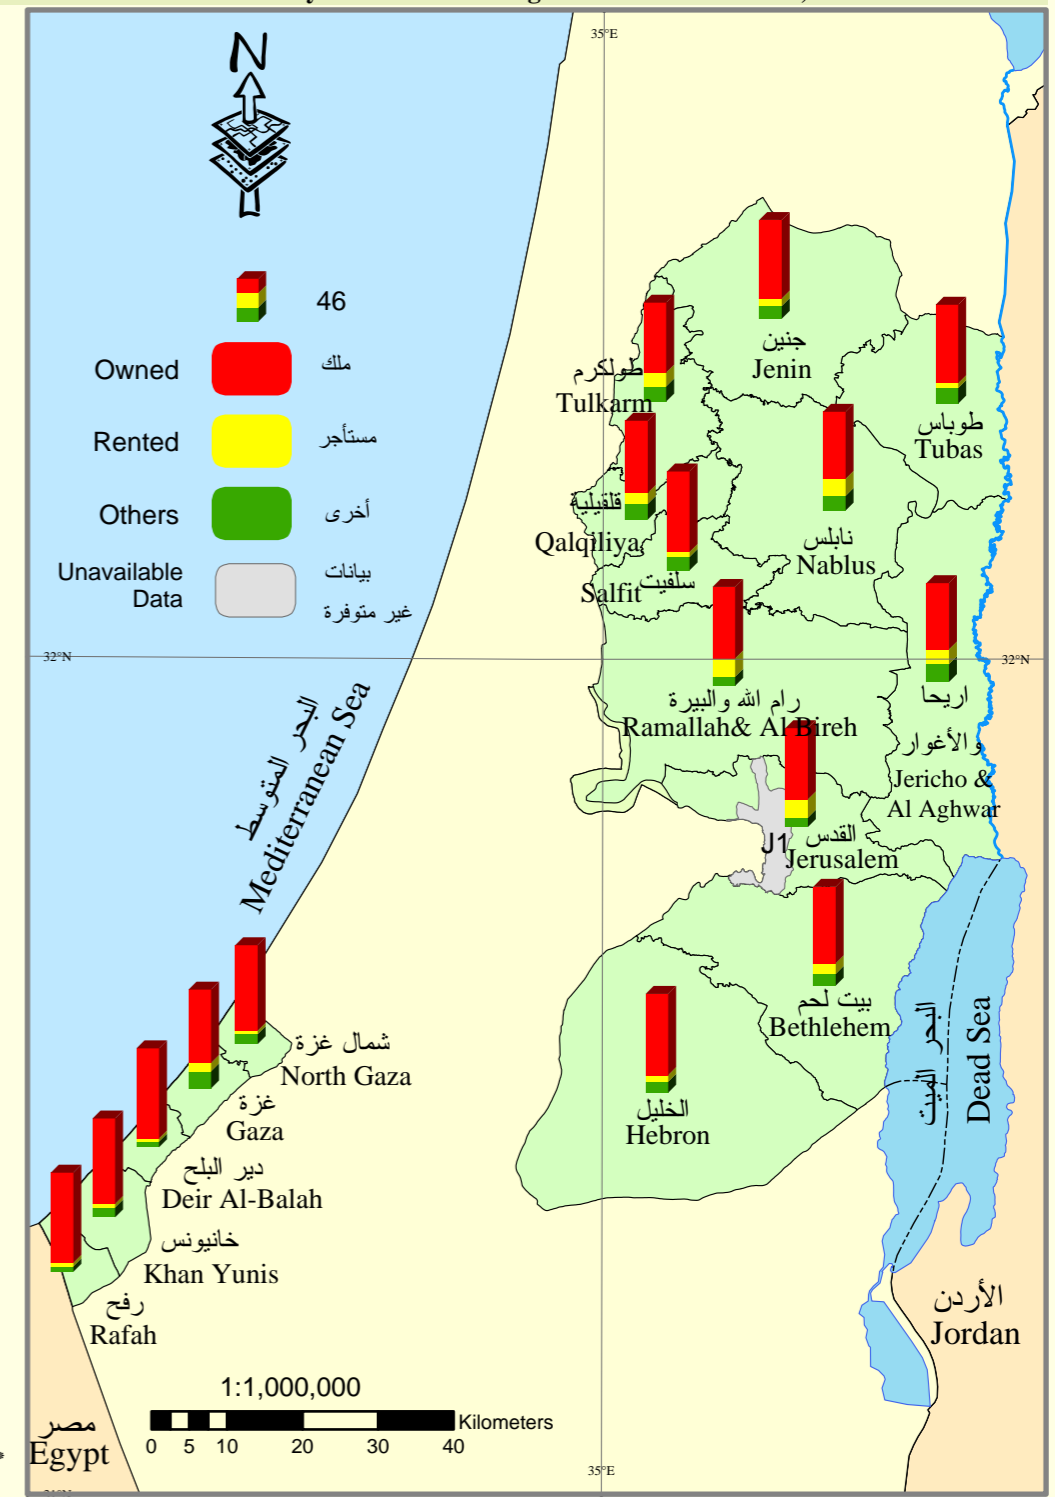 35°E
N
46
Owned
ملك
Rented
مستأجر
Others
أخرى
Unavailable
Data
بيانات
غير متوفرة
جنين
Jenin
طولكرم
Tulkarm
طوباس
Tubas
قلقيلية
Qalqiliya
نابلس
Nablus
سلفيت
Salfit
32°N
32°N
رام الله والبيرة
Ramallah& Al Bireh
اريحا
والأغوار
Jericho &
Al Aghwar
البحر المتوسط
Mediterranean Sea
J1
القدس
Jerusalem
بيت لحم
Bethlehem
البحر الميت
Dead Sea
الخليل
Hebron
شمال غزة
North Gaza
غزة
Gaza
دير البلح
Deir Al-Balah
خانيونس
Khan Yunis
رفح
Rafah
الأردن
Jordan
مصر
Egypt
1:1,000,000
Kilometers
0 5 10 20 30 40
35°E